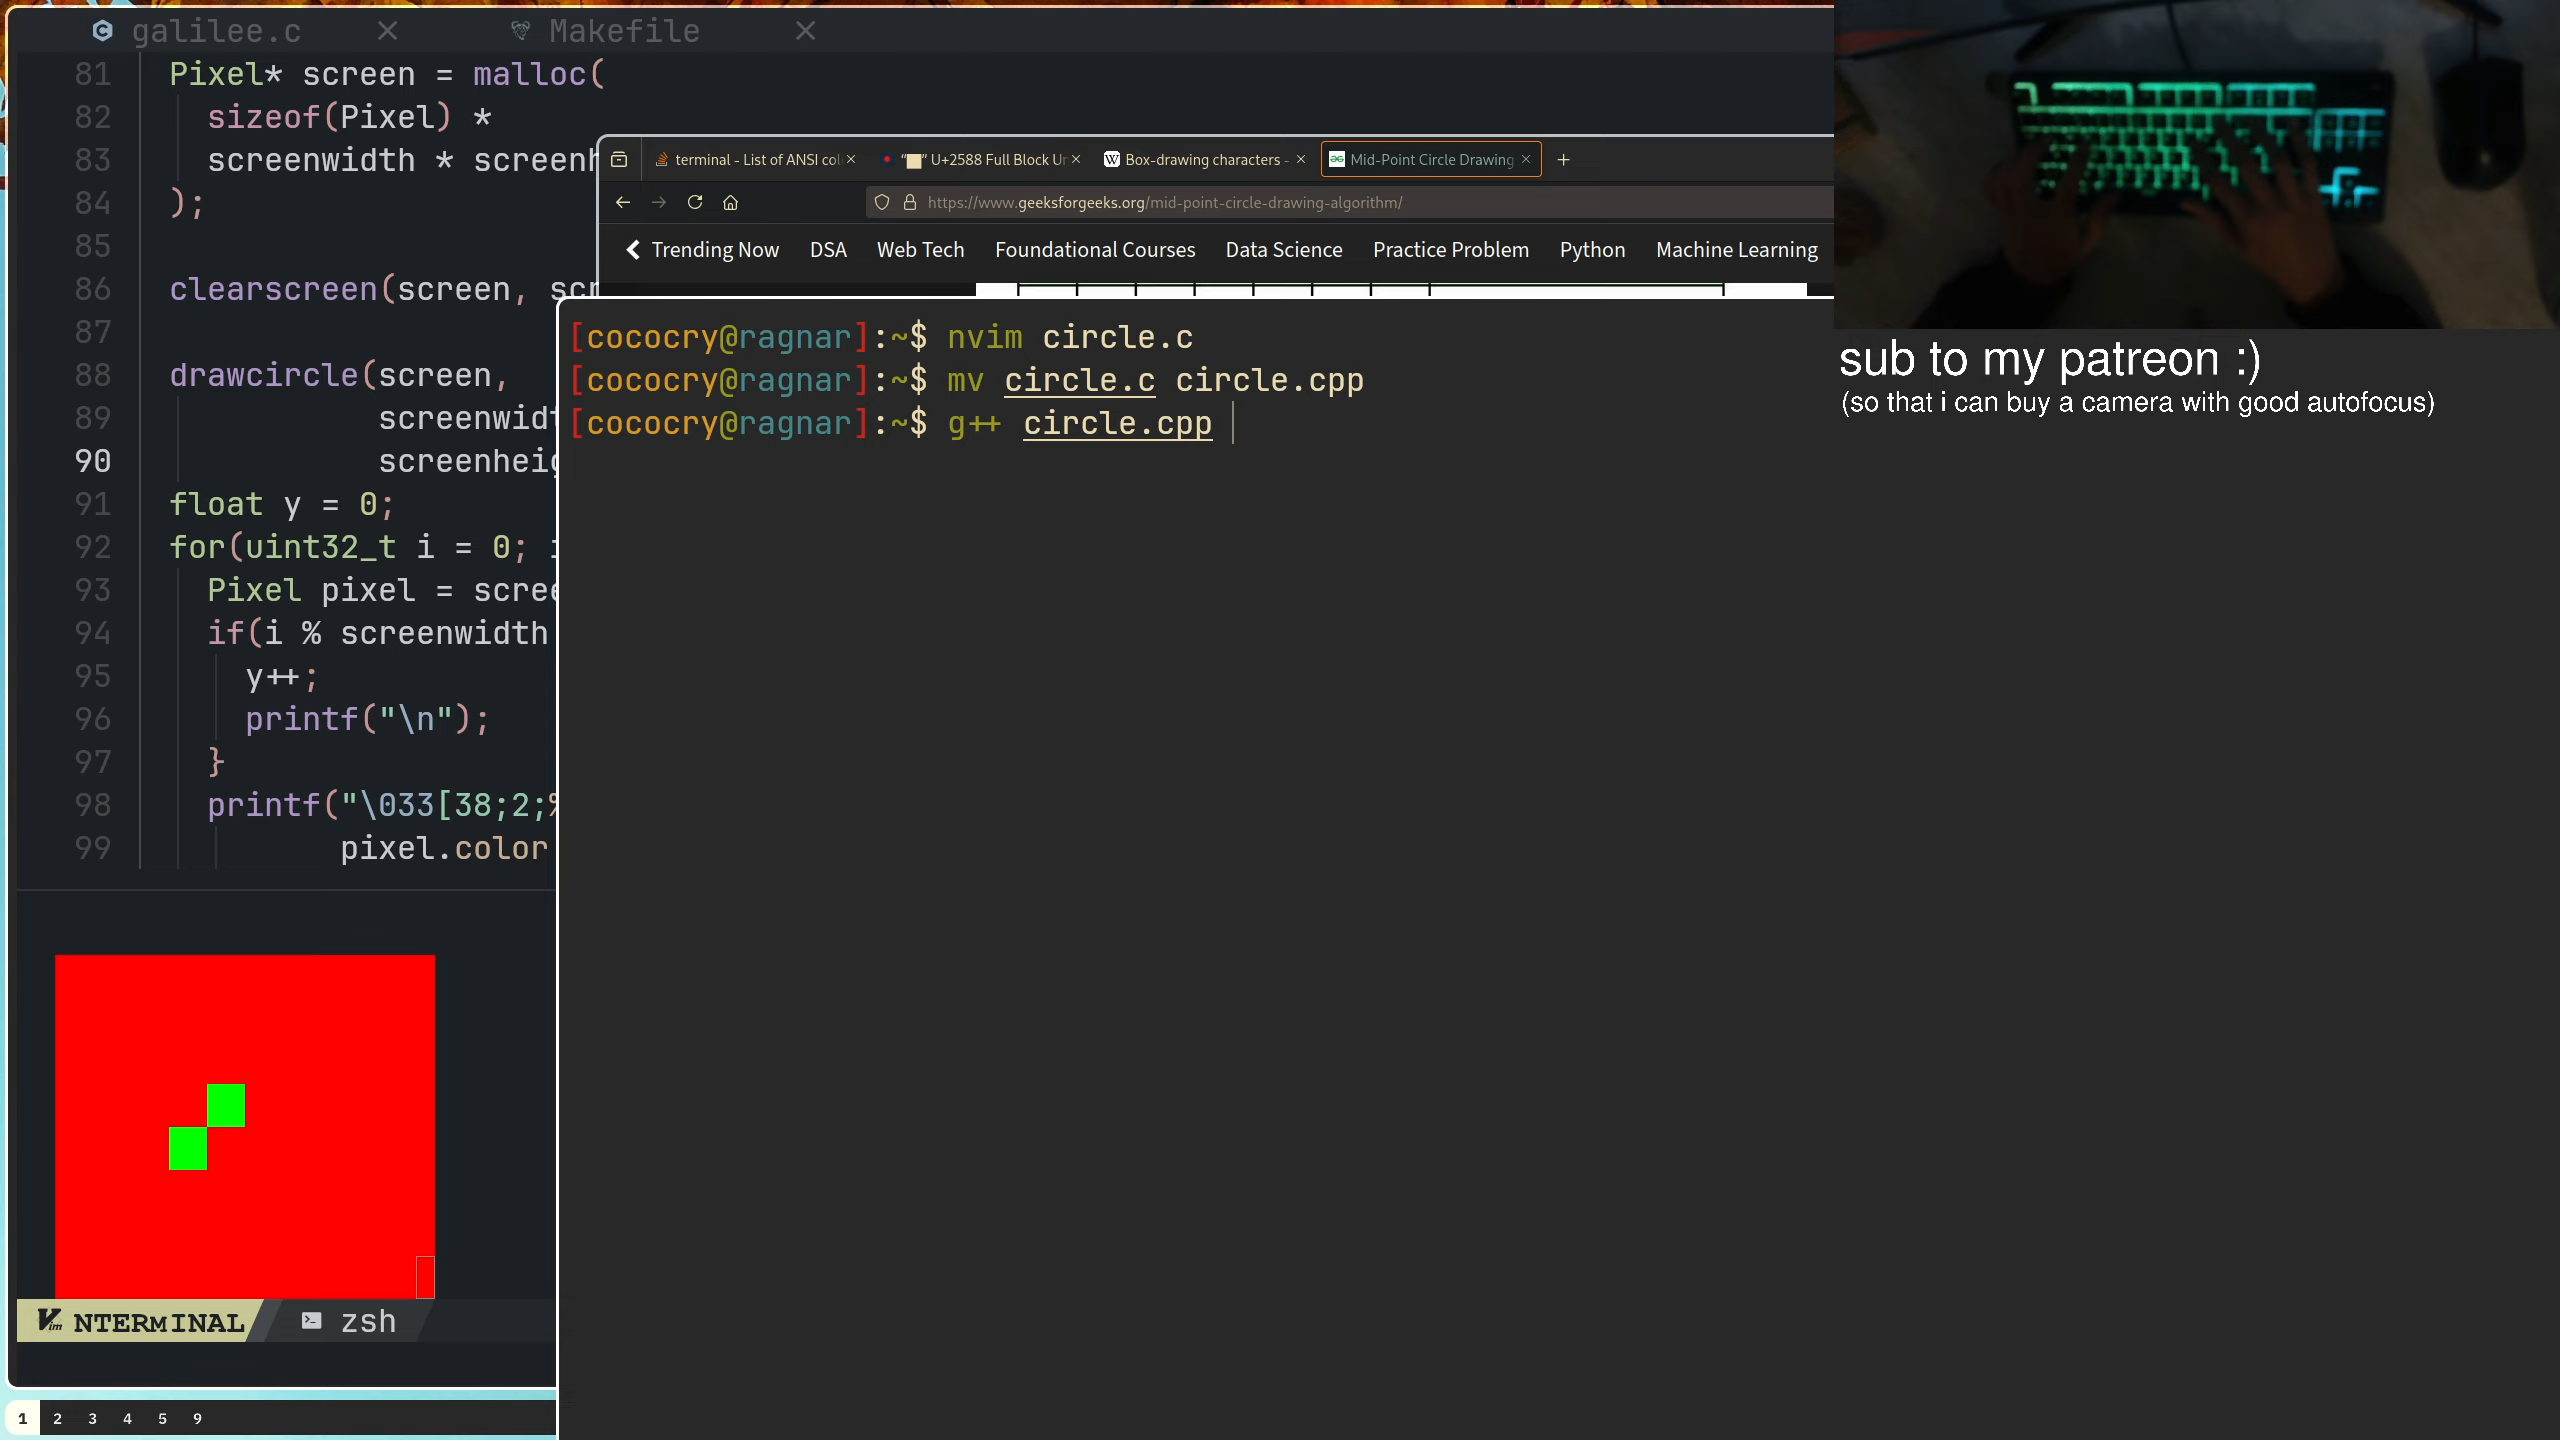 galilee.c
Makefile
81 Pixel* screen = malloc(
82 sizeof(Pixel) *
83 screenwidth * screenh
84 );
85
86 clearscreen(screen, scr
87
88 drawcircle(screen,
89 screenwidt
90 screenheig
91 float y = 0;
92 for(uint32_t i = 0; i
93 Pixel pixel = scree
94 if(i % screenwidth
95 y++;
96 printf("\n");
97 }
98 printf("\033[38;2;%
99 pixel.color
NTERMINAL
zsh
1 2 3 4 5 9
terminal - List of ANSI col
"█" U+2588 Full Block Un
Box-drawing characters -
Mid-Point Circle Drawing
https://www.geeksforgeeks.org/mid-point-circle-drawing-algorithm/
Trending Now DSA Web Tech Foundational Courses Data Science Practice Problem Python Machine Learning
[cococry@ragnar]:~$ nvim circle.c
[cococry@ragnar]:~$ mv circle.c circle.cpp
[cococry@ragnar]:~$ g++ circle.cpp
sub to my patreon :)
(so that i can buy a camera with good autofocus)